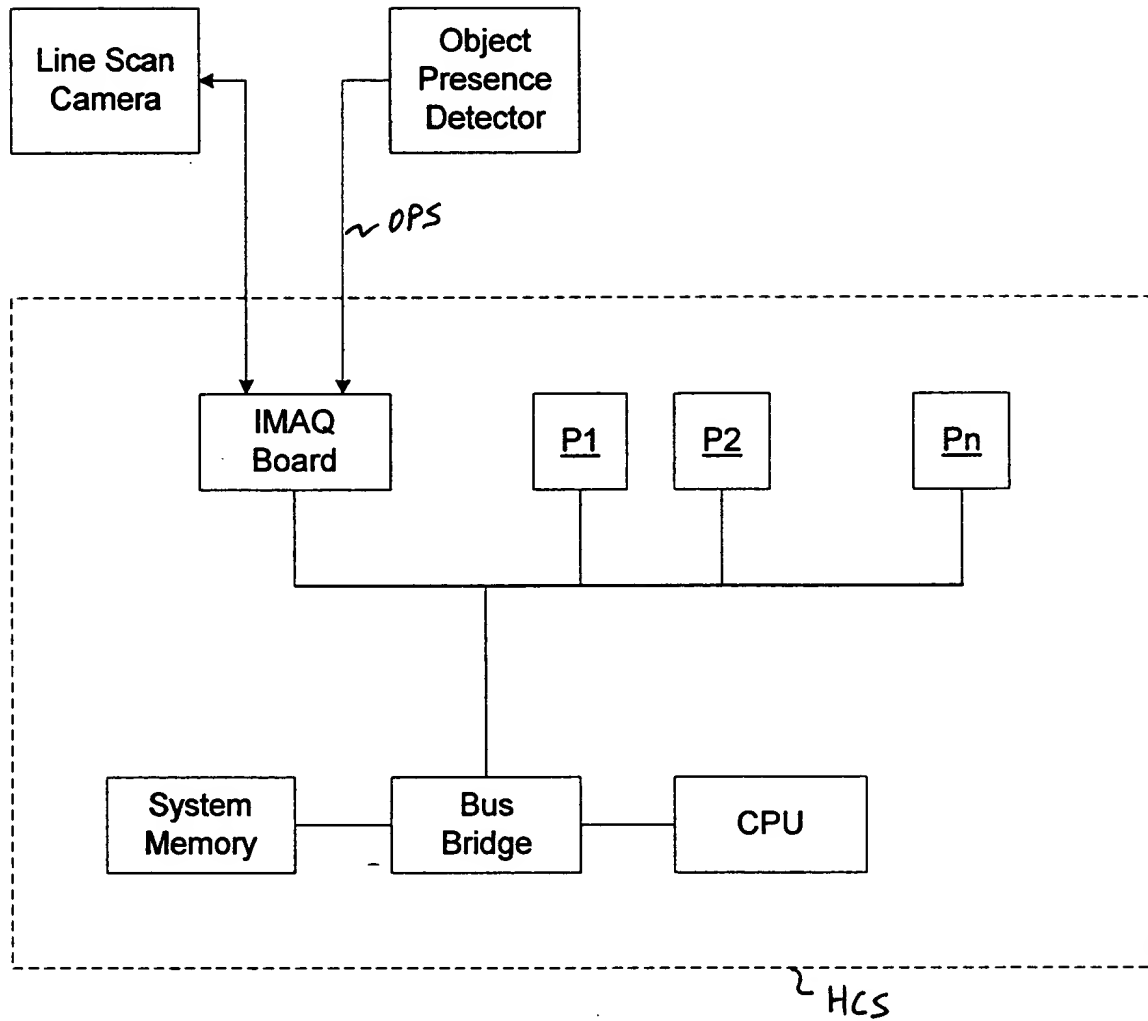 Line Scan
Camera
Object
Presence
Detector
OPS
IMAQ
Board
P1
P2
Pn
System
Memory
Bus
Bridge
CPU
HCS